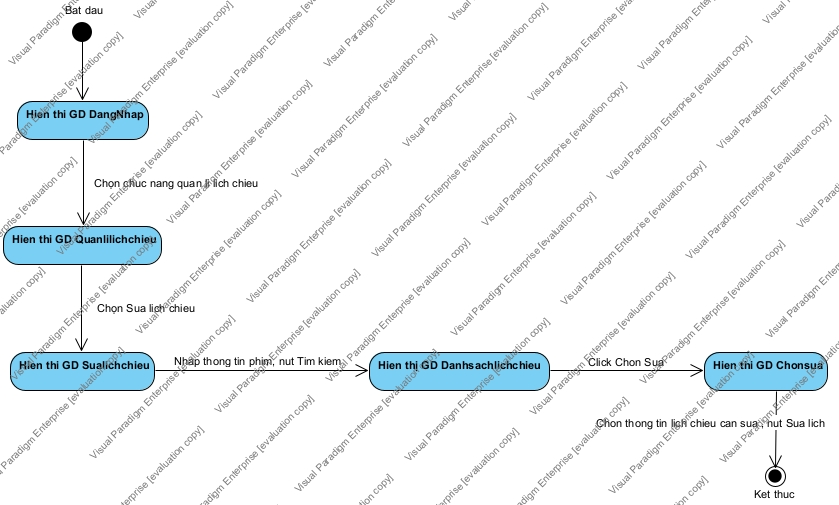 Bat dau
Hien thi GD DangNhap
Chọn chuc nang quan li lich chieu
Hien thi GD Quanlilichchieu
Chọn Sua lich chieu
Hien thi GD Sualichchieu
Nhap thong tin phim, nut Tim kiem
Hien thi GD Danhsachlichchieu
Click Chon Sua
Hien thi GD Chonsua
Chon thong tin lich chieu can sua, nut Sua lich
Ket thuc
Visual Paradigm Enterprise [evaluation copy]